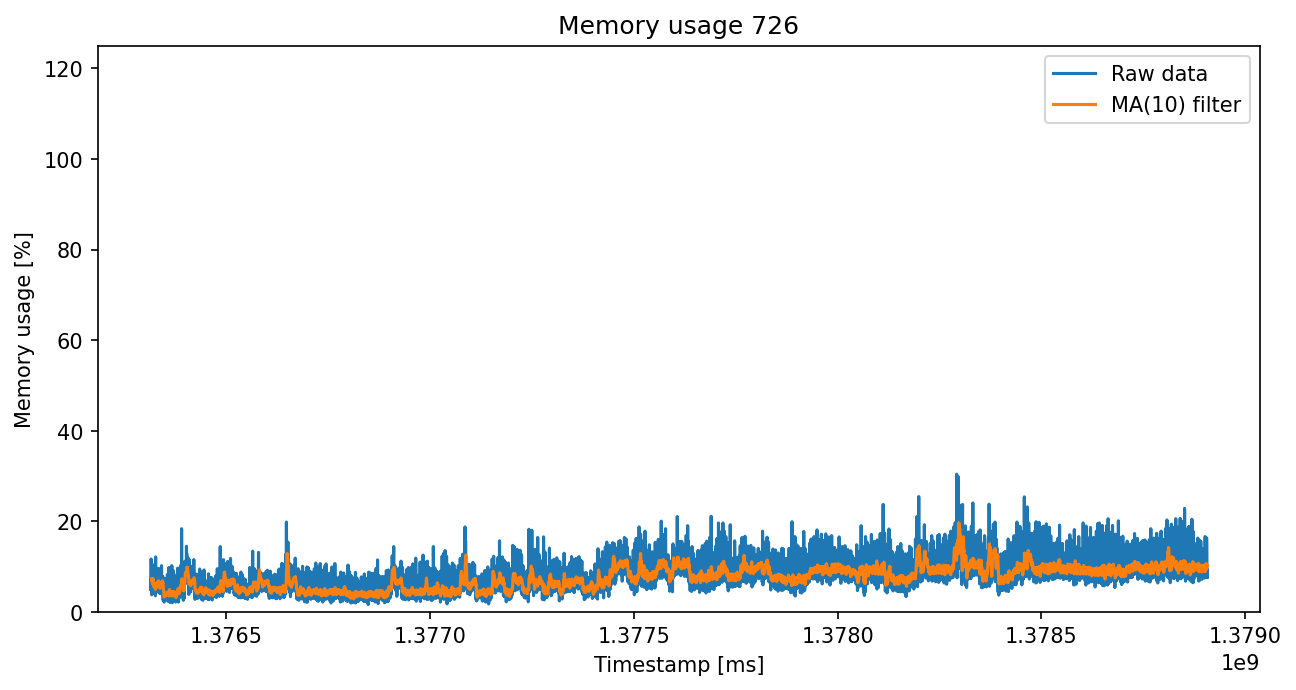 Memory usage 726
Raw data
MA(10) filter
Memory usage [%]
120
100
80
60
40
20
0
1.3765 1.3770 1.3775 1.3780 1.3785 1.3790
1e9
Timestamp [ms]